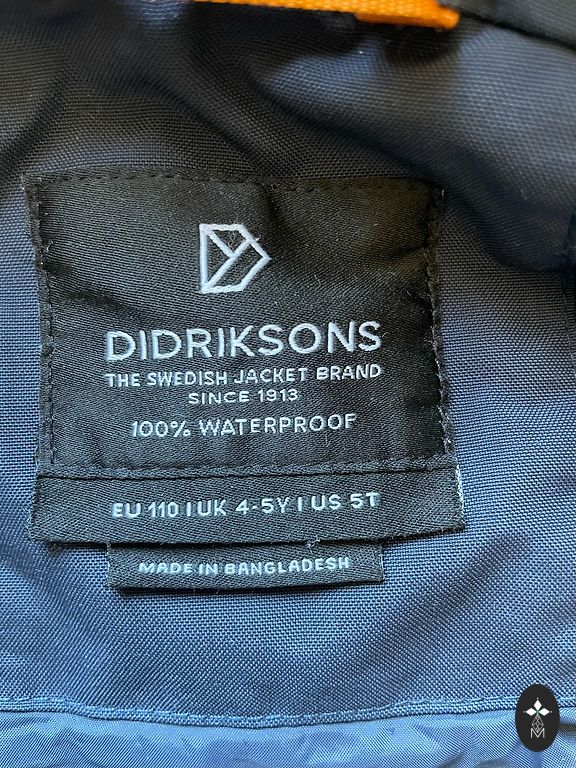 DIDRIKSONS
THE SWEDISH JACKET BRAND
SINCE 1913
100% WATERPROOF
EU 110 | UK 4-5Y | US 5T
MADE IN BANGLADESH
M